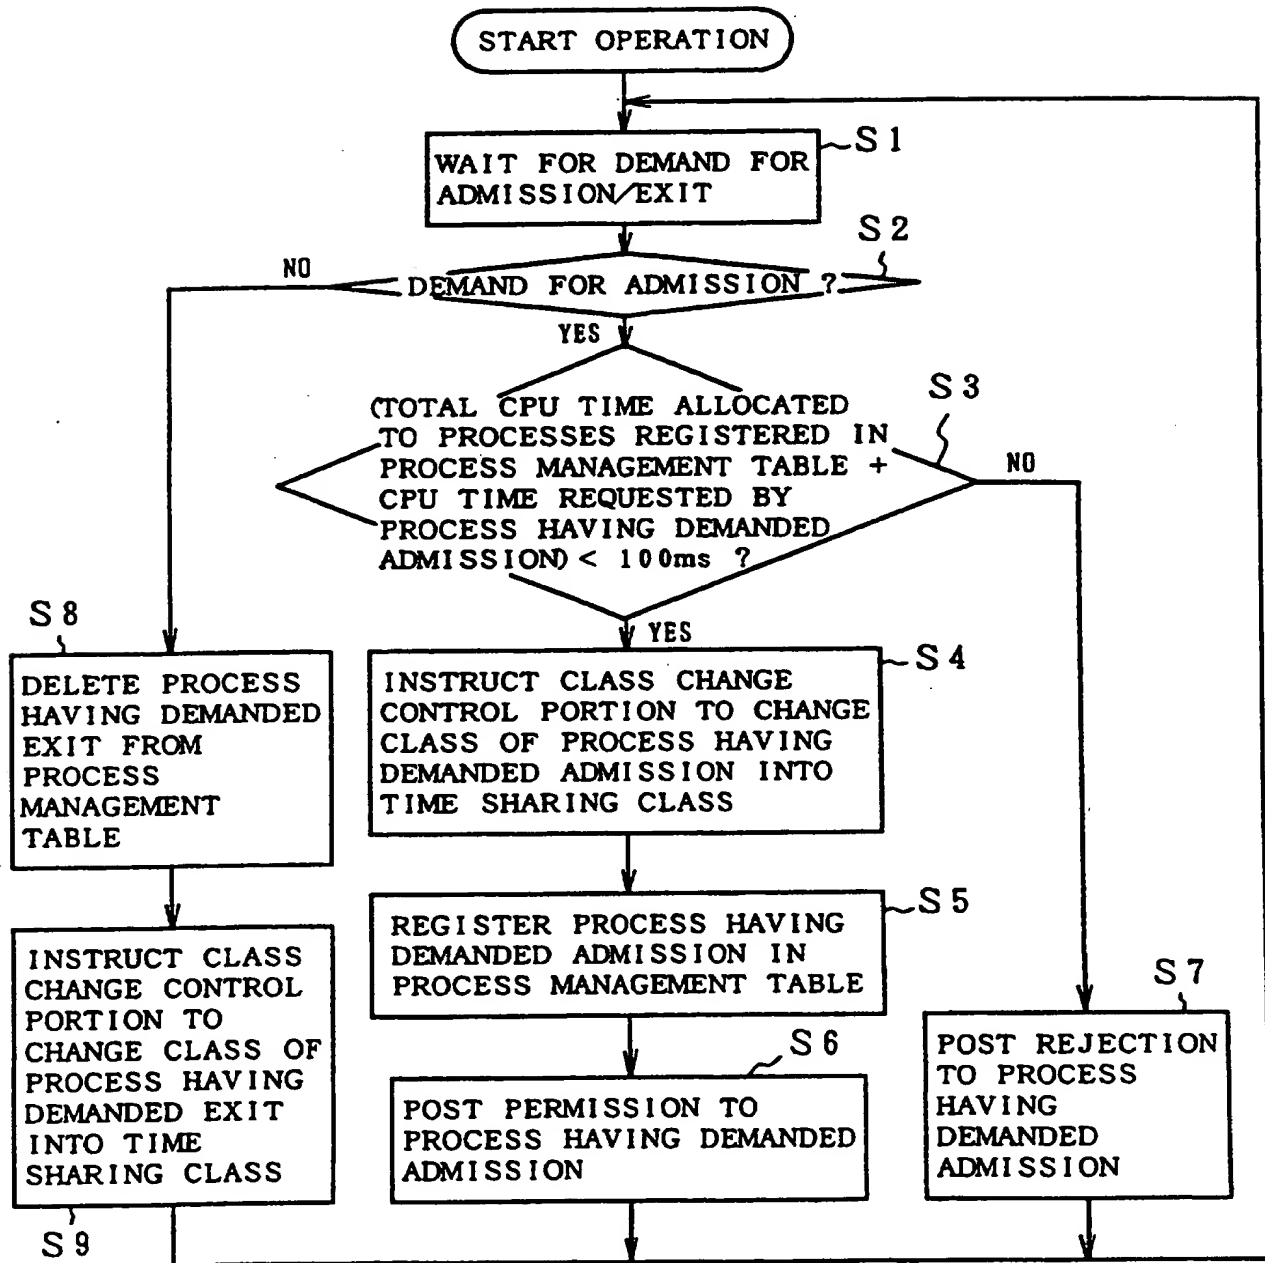 START OPERATION
S1
WAIT FOR DEMAND FOR
ADMISSION/EXIT
S2
NO
DEMAND FOR ADMISSION ?
YES
S3
(TOTAL CPU TIME ALLOCATED
TO PROCESSES REGISTERED IN
PROCESS MANAGEMENT TABLE +
CPU TIME REQUESTED BY
PROCESS HAVING DEMANDED
ADMISSION) < 100ms ?
NO
YES
S8
DELETE PROCESS
HAVING DEMANDED
EXIT FROM
PROCESS
MANAGEMENT
TABLE
S4
INSTRUCT CLASS CHANGE
CONTROL PORTION TO CHANGE
CLASS OF PROCESS HAVING
DEMANDED ADMISSION INTO
TIME SHARING CLASS
S5
REGISTER PROCESS HAVING
DEMANDED ADMISSION IN
PROCESS MANAGEMENT TABLE
INSTRUCT CLASS
CHANGE CONTROL
PORTION TO
CHANGE CLASS OF
PROCESS HAVING
DEMANDED EXIT
INTO TIME
SHARING CLASS
S9
S6
POST PERMISSION TO
PROCESS HAVING DEMANDED
ADMISSION
S7
POST REJECTION
TO PROCESS
HAVING
DEMANDED
ADMISSION